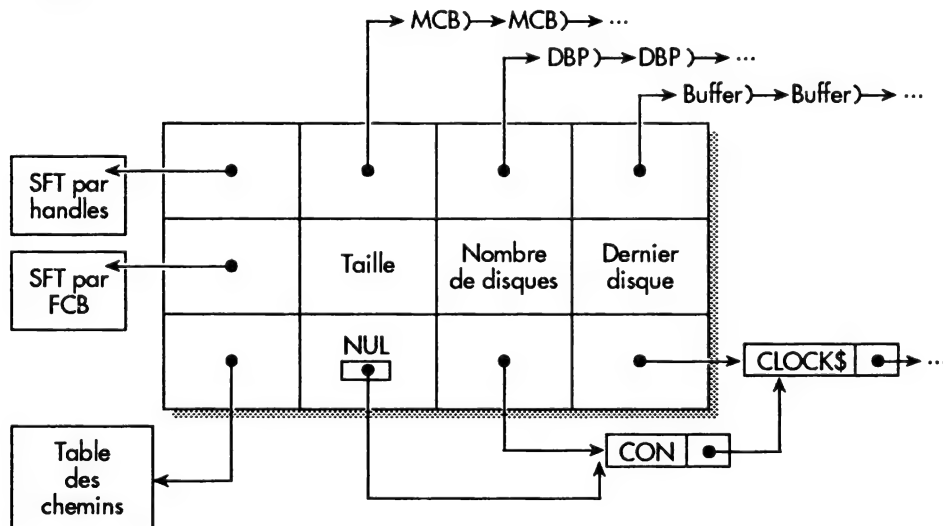 MCB) MCB) ...
DBP) DBP) ...
Buffer) Buffer) ...
SFT par
handles
SFT par
FCB
Taille
Nombre
de disques
Dernier
disque
NUL
CLOCK$ ...
CON
Table
des
chemins